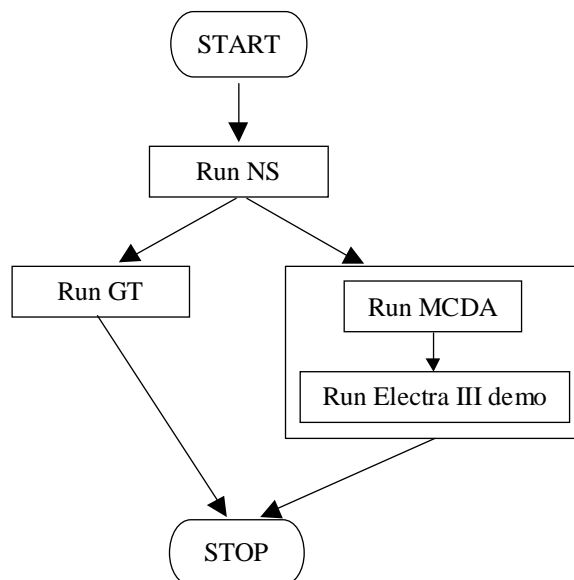 START
Run NS
Run GT
Run MCDA
Run Electra III demo
STOP